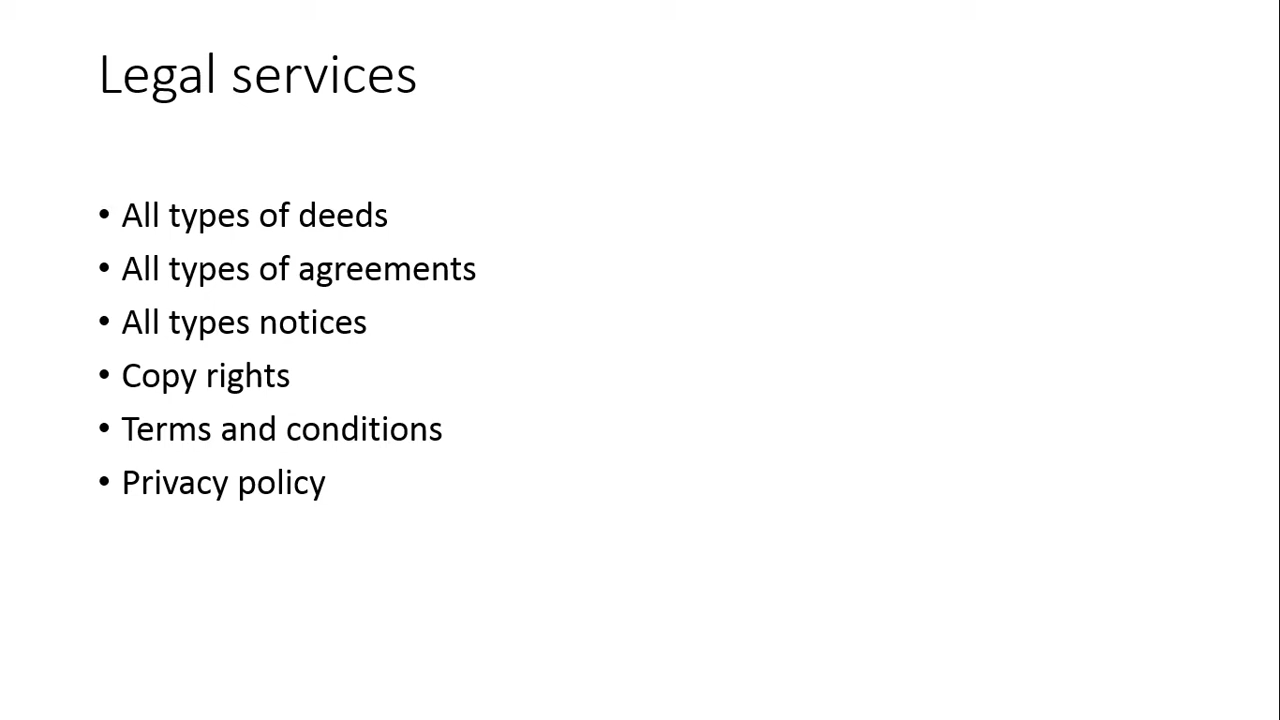 Legal services
• All types of deeds
• All types of agreements
• All types notices
• Copy rights
• Terms and conditions
• Privacy policy